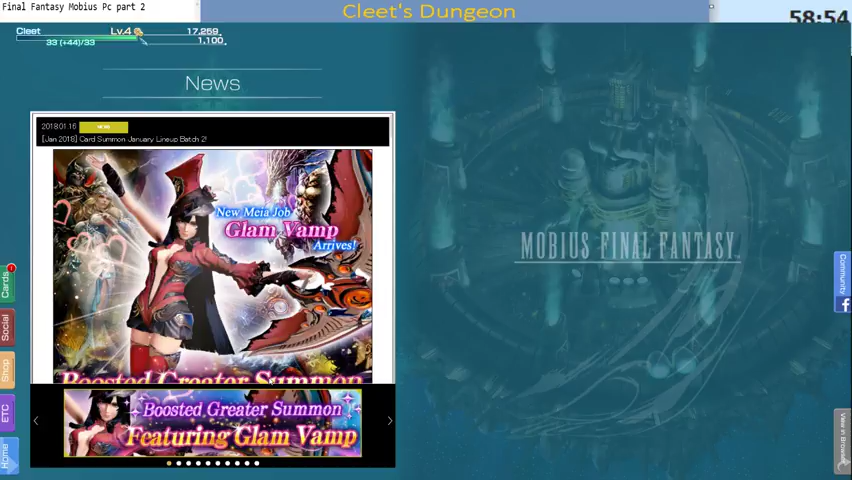 Final Fantasy Mobius Pc part 2
Cleet's Dungeon
58:54
Cleet
Lv.4
17,269
33 (+44)/33
1,100
News
2018.01.16
NEWS
[Jan 2018] Card Summon January Lineup Batch 2!
New Meia Job
Glam Vamp
Arrives!
Boosted Greater Summon
Boosted Greater Summon
Featuring Glam Vamp
MOBIUS FINAL FANTASY
Cards
Social
Shop
ETC
Home
Community
View in Browser